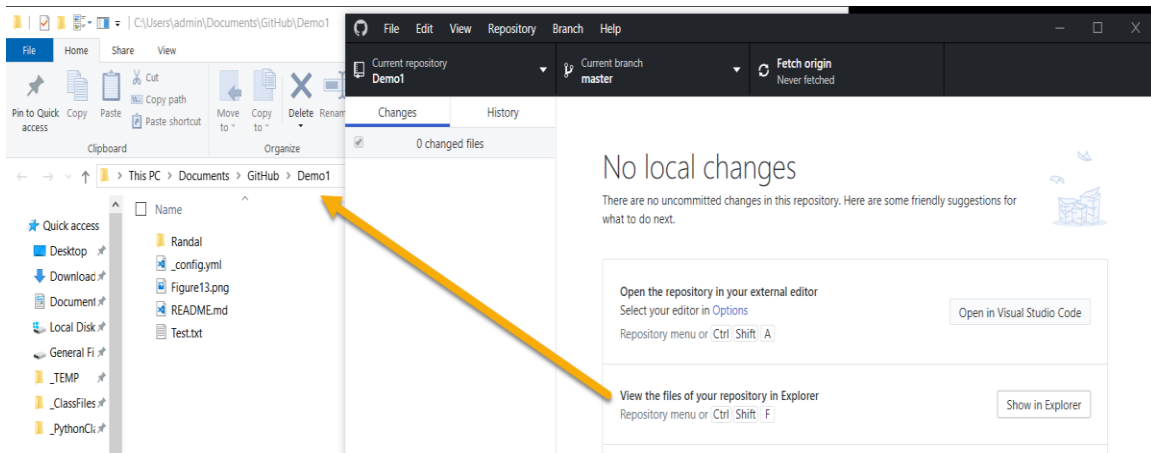 C:\Users\admin\Documents\GitHub\Demo1
File Home Share View
Pin to Quick access
Copy
Paste
Cut
Copy path
Paste shortcut
Move to
Copy to
Delete
Renam
Clipboard
Organize
This PC > Documents > GitHub > Demo1
Name
Quick access
Desktop
Download
Document
Local Disk
General Fi
_TEMP
_ClassFiles
_PythonCla
Randal
_config.yml
Figure13.png
README.md
Test.txt
File Edit View Repository Branch Help
Current repository
Demo1
Current branch
master
Fetch origin
Never fetched
Changes History
0 changed files
No local changes
There are no uncommitted changes in this repository. Here are some friendly suggestions for
what to do next.
Open the repository in your external editor
Select your editor in Options
Repository menu or Ctrl Shift A
Open in Visual Studio Code
View the files of your repository in Explorer
Repository menu or Ctrl Shift F
Show in Explorer